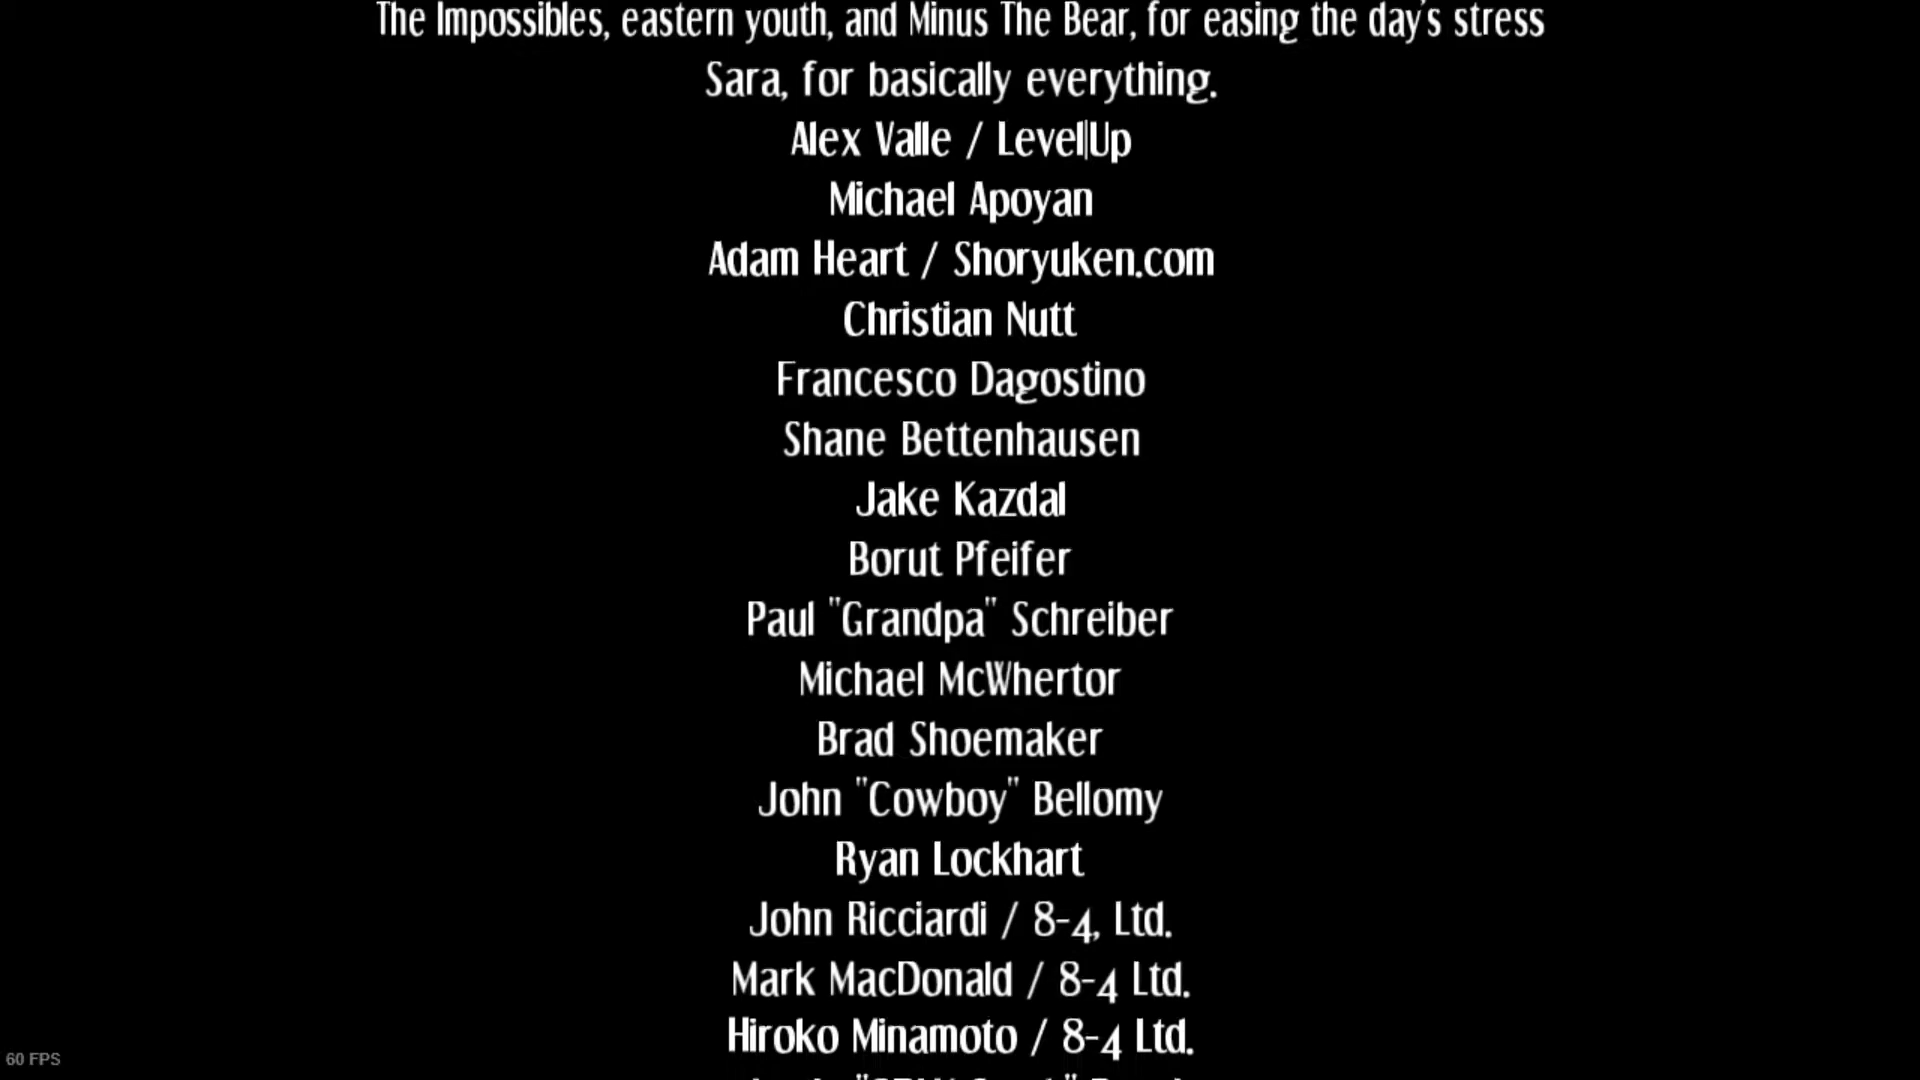 The Impossibles, eastern youth, and Minus The Bear, for easing the day's stress
Sara, for basically everything.
Alex Valle / Level|Up
Michael Apoyan
Adam Heart / Shoryuken.com
Christian Nutt
Francesco Dagostino
Shane Bettenhausen
Jake Kazdal
Borut Pfeifer
Paul "Grandpa" Schreiber
Michael McWhertor
Brad Shoemaker
John "Cowboy" Bellomy
Ryan Lockhart
John Ricciardi / 8-4, Ltd.
Mark MacDonald / 8-4 Ltd.
Hiroko Minamoto / 8-4 Ltd.
60 FPS